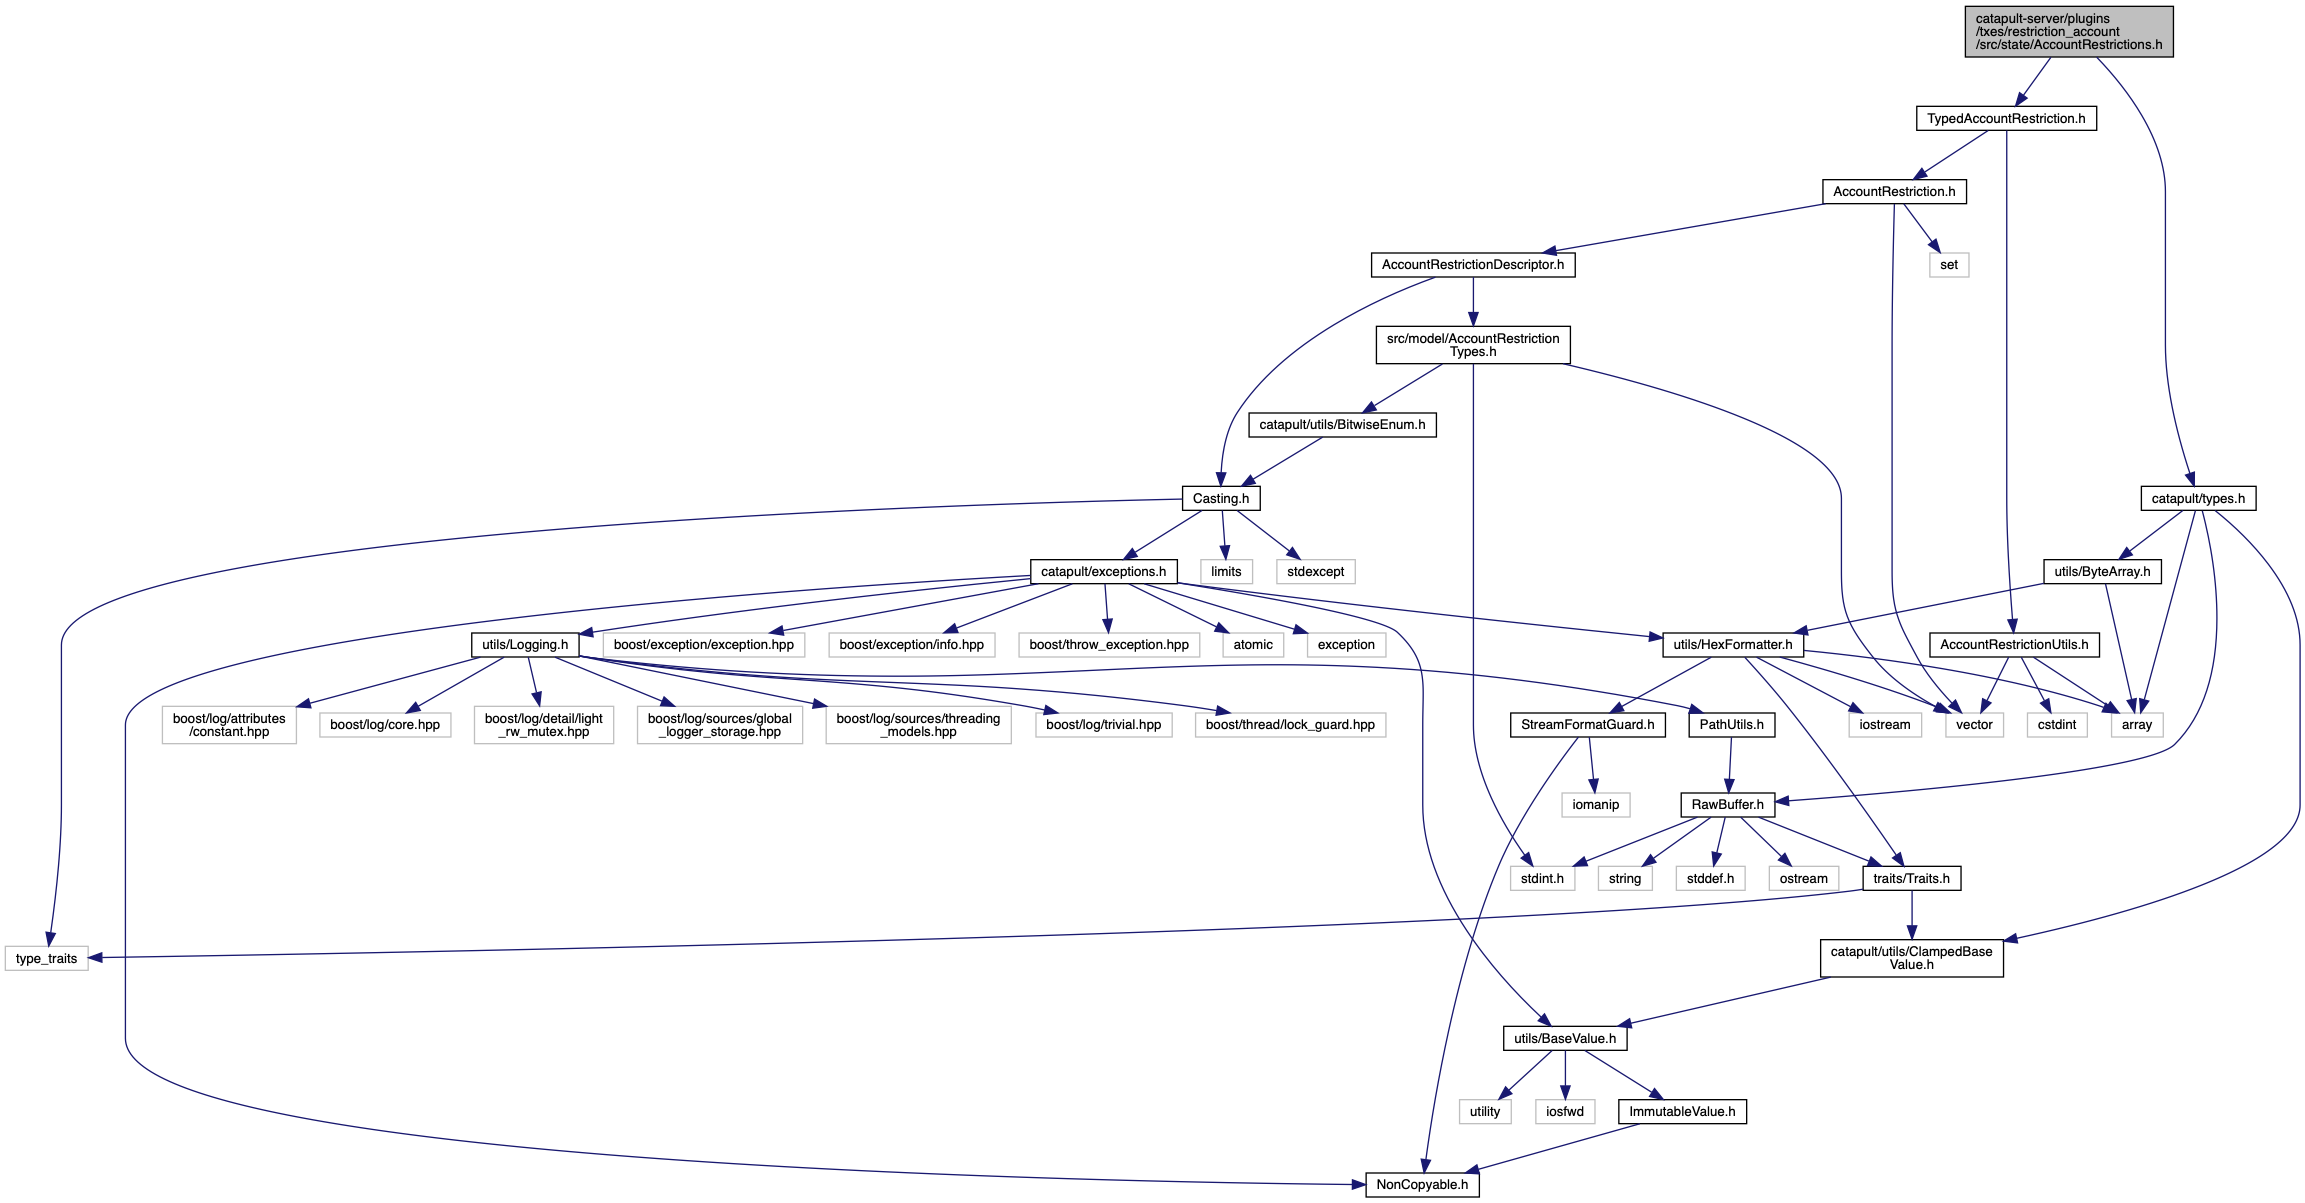 catapult-server/plugins
/txes/restriction_account
/src/state/AccountRestrictions.h
TypedAccountRestriction.h
AccountRestriction.h
AccountRestrictionDescriptor.h
set
src/model/AccountRestriction
Types.h
catapult/utils/BitwiseEnum.h
Casting.h
catapult/types.h
catapult/exceptions.h
limits
stdexcept
utils/ByteArray.h
utils/Logging.h
boost/exception/exception.hpp
boost/exception/info.hpp
boost/throw_exception.hpp
atomic
exception
utils/HexFormatter.h
AccountRestrictionUtils.h
boost/log/attributes
/constant.hpp
boost/log/core.hpp
boost/log/detail/light
_rw_mutex.hpp
boost/log/sources/global
_logger_storage.hpp
boost/log/sources/threading
_models.hpp
boost/log/trivial.hpp
boost/thread/lock_guard.hpp
StreamFormatGuard.h
PathUtils.h
iostream
vector
cstdint
array
iomanip
RawBuffer.h
stdint.h
string
stddef.h
ostream
traits/Traits.h
type_traits
catapult/utils/ClampedBase
Value.h
utils/BaseValue.h
utility
iosfwd
ImmutableValue.h
NonCopyable.h